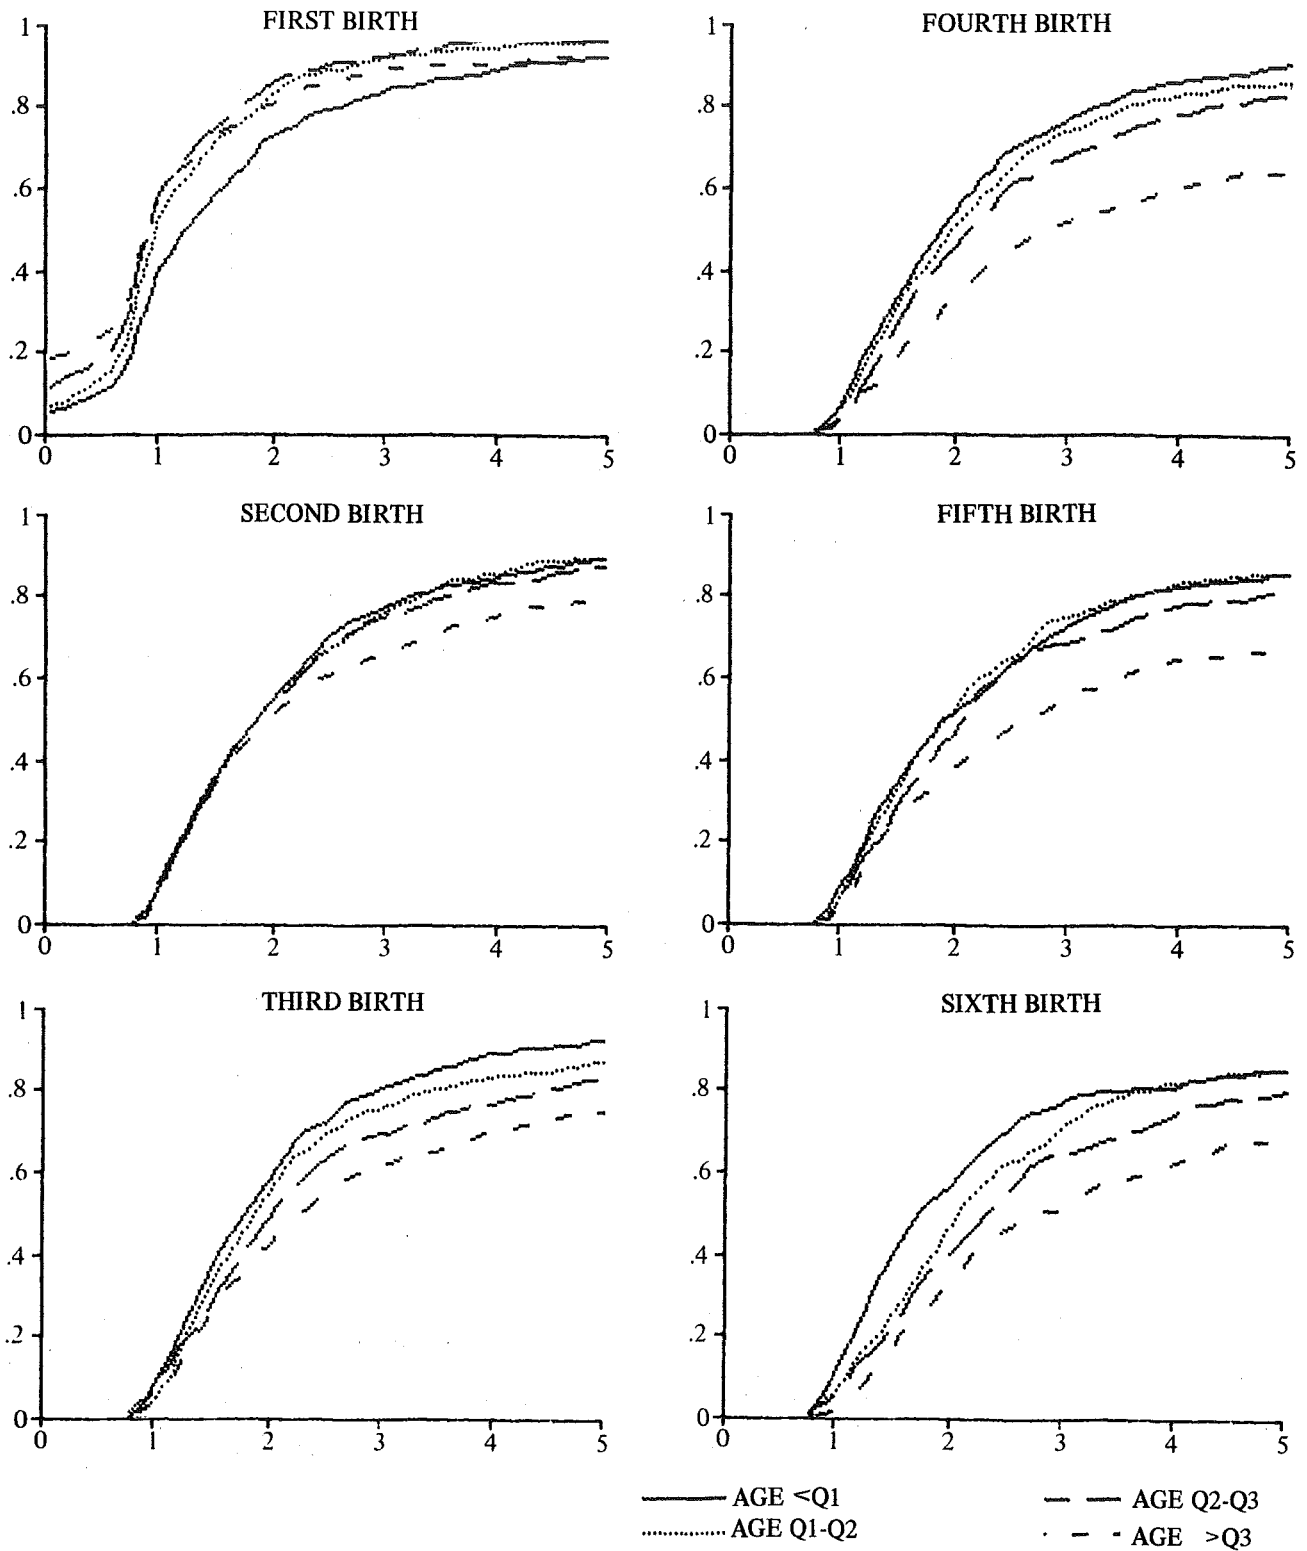 FIRST BIRTH
1
.8
.6
.4
.2
0
0 1 2 3 4 5
FOURTH BIRTH
1
.8
.6
.4
.2
0
0 1 2 3 4 5
SECOND BIRTH
1
.8
.6
.4
.2
0
0 1 2 3 4 5
FIFTH BIRTH
1
.8
.6
.4
.2
0
0 1 2 3 4 5
THIRD BIRTH
1
.8
.6
.4
.2
0
0 1 2 3 4 5
SIXTH BIRTH
1
.8
.6
.4
.2
0
0 1 2 3 4 5
AGE <Q1
AGE Q1-Q2
AGE Q2-Q3
AGE >Q3